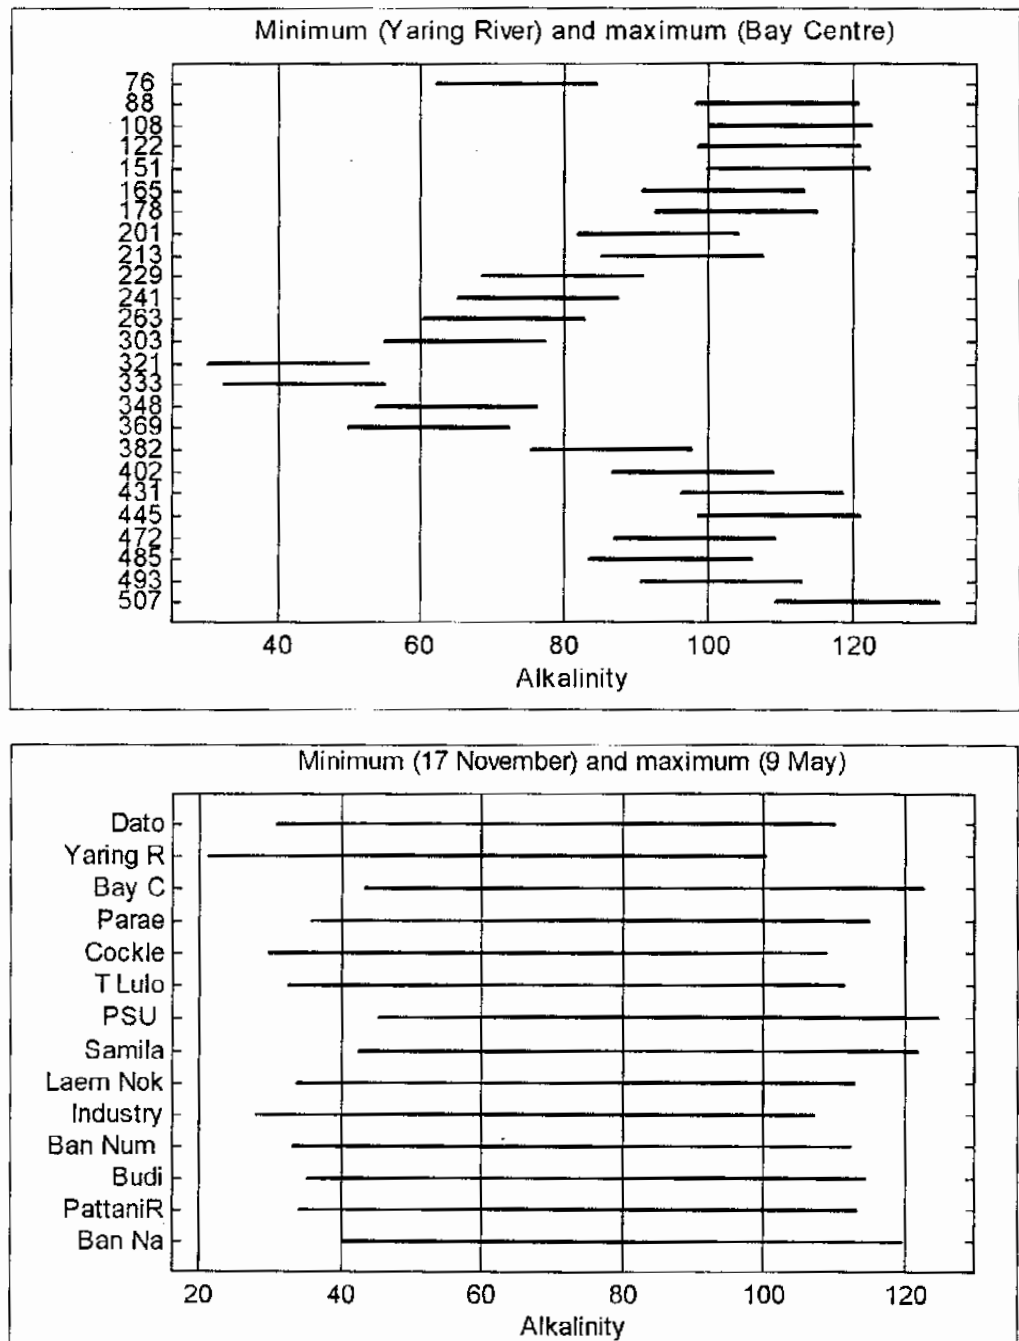 Minimum (Yaring River) and maximum (Bay Centre)
76
88
108
122
151
165
178
201
213
229
241
263
303
321
333
348
369
382
402
431
445
472
485
493
507
40 60 80 100 120
Alkalinity
Minimum (17 November) and maximum (9 May)
Dato
Yaring R
Bay C
Parae
Cockle
T Lulo
PSU
Samila
Laem Nok
Industry
Ban Num
Budi
PattaniR
Ban Na
20 40 60 80 100 120
Alkalinity